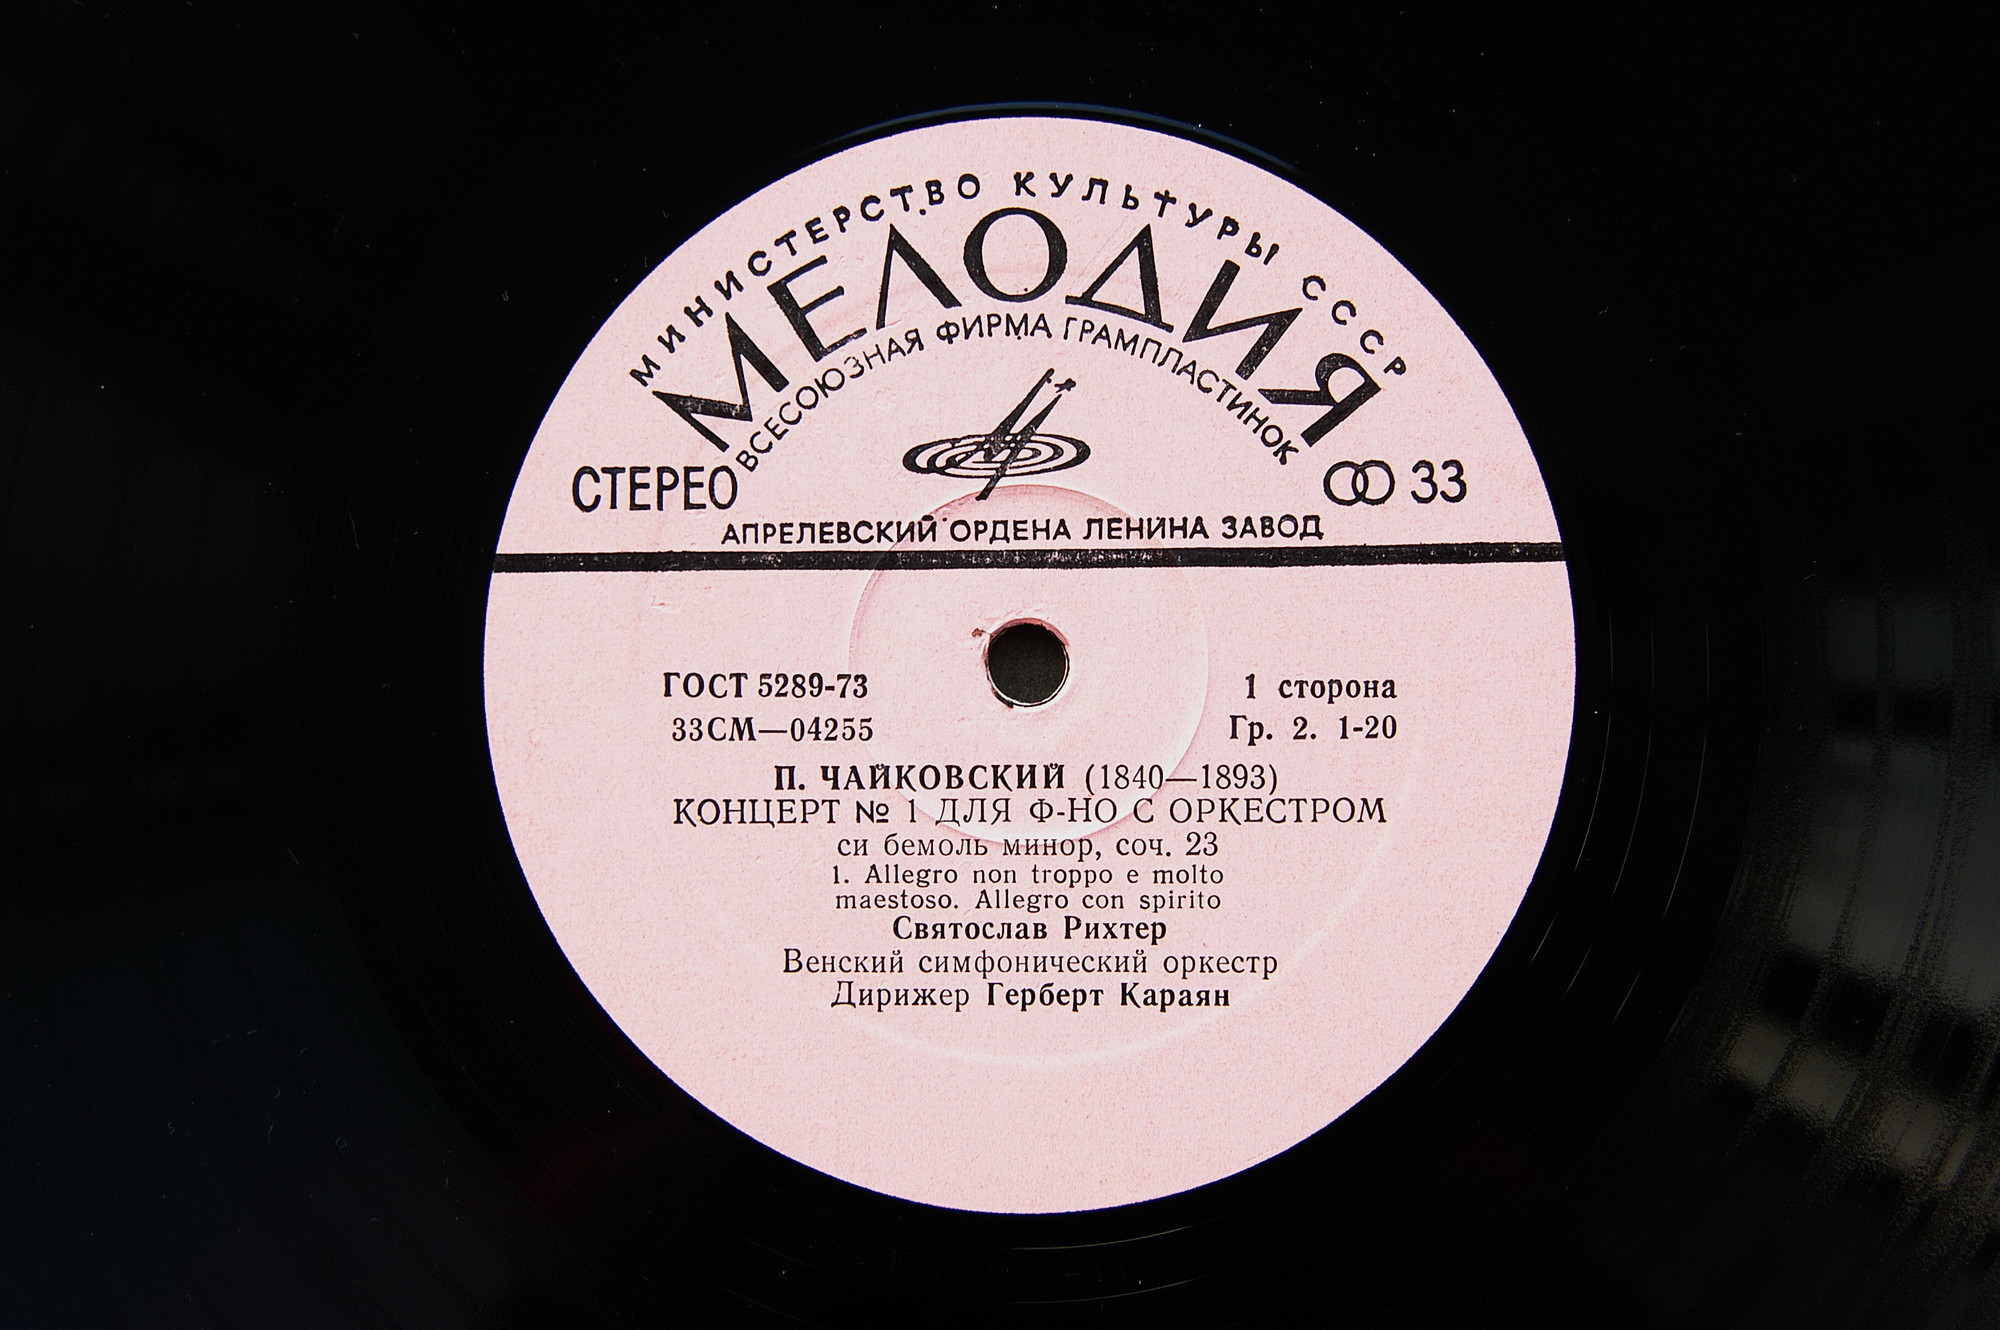 МИНИСТЕРСТВО КУЛЬТУРЫ СССР
МЕЛОДИЯ
ВСЕСОЮЗНАЯ ФИРМА ГРАМПЛАСТИНОК
СТЕРЕО
33
АПРЕЛЕВСКИЙ ОРДЕНА ЛЕНИНА ЗАВОД
ГОСТ 5289-73
1 сторона
33СМ—04255
Гр. 2. 1-20
П. ЧАЙКОВСКИЙ (1840—1893)
КОНЦЕРТ № 1 ДЛЯ Ф-НО С ОРКЕСТРОМ
си бемоль минор, соч. 23
1. Allegro non troppo e molto
maestoso. Allegro con spirito
Святослав Рихтер
Венский симфонический оркестр
Дирижер Герберт Караян